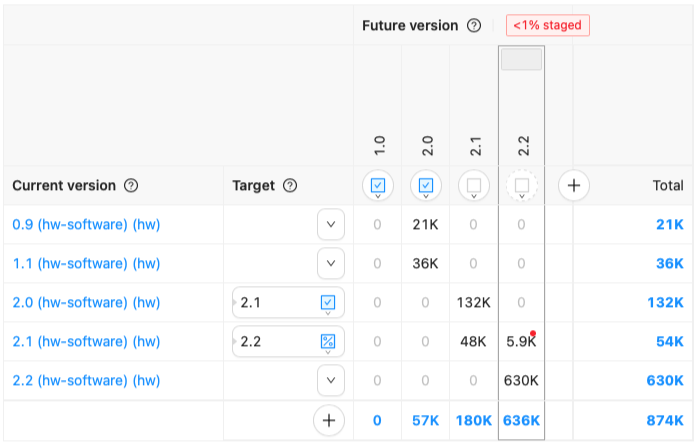 Future version <1% staged
1.0 2.0 2.1 2.2
Current version Target Total
0.9 (hw-software) (hw) 0 21K 0 0 21K
1.1 (hw-software) (hw) 0 36K 0 0 36K
2.0 (hw-software) (hw) 2.1 0 0 132K 0 132K
2.1 (hw-software) (hw) 2.2 % 0 0 48K 5.9K 54K
2.2 (hw-software) (hw) 0 0 0 630K 630K
0 57K 180K 636K 874K